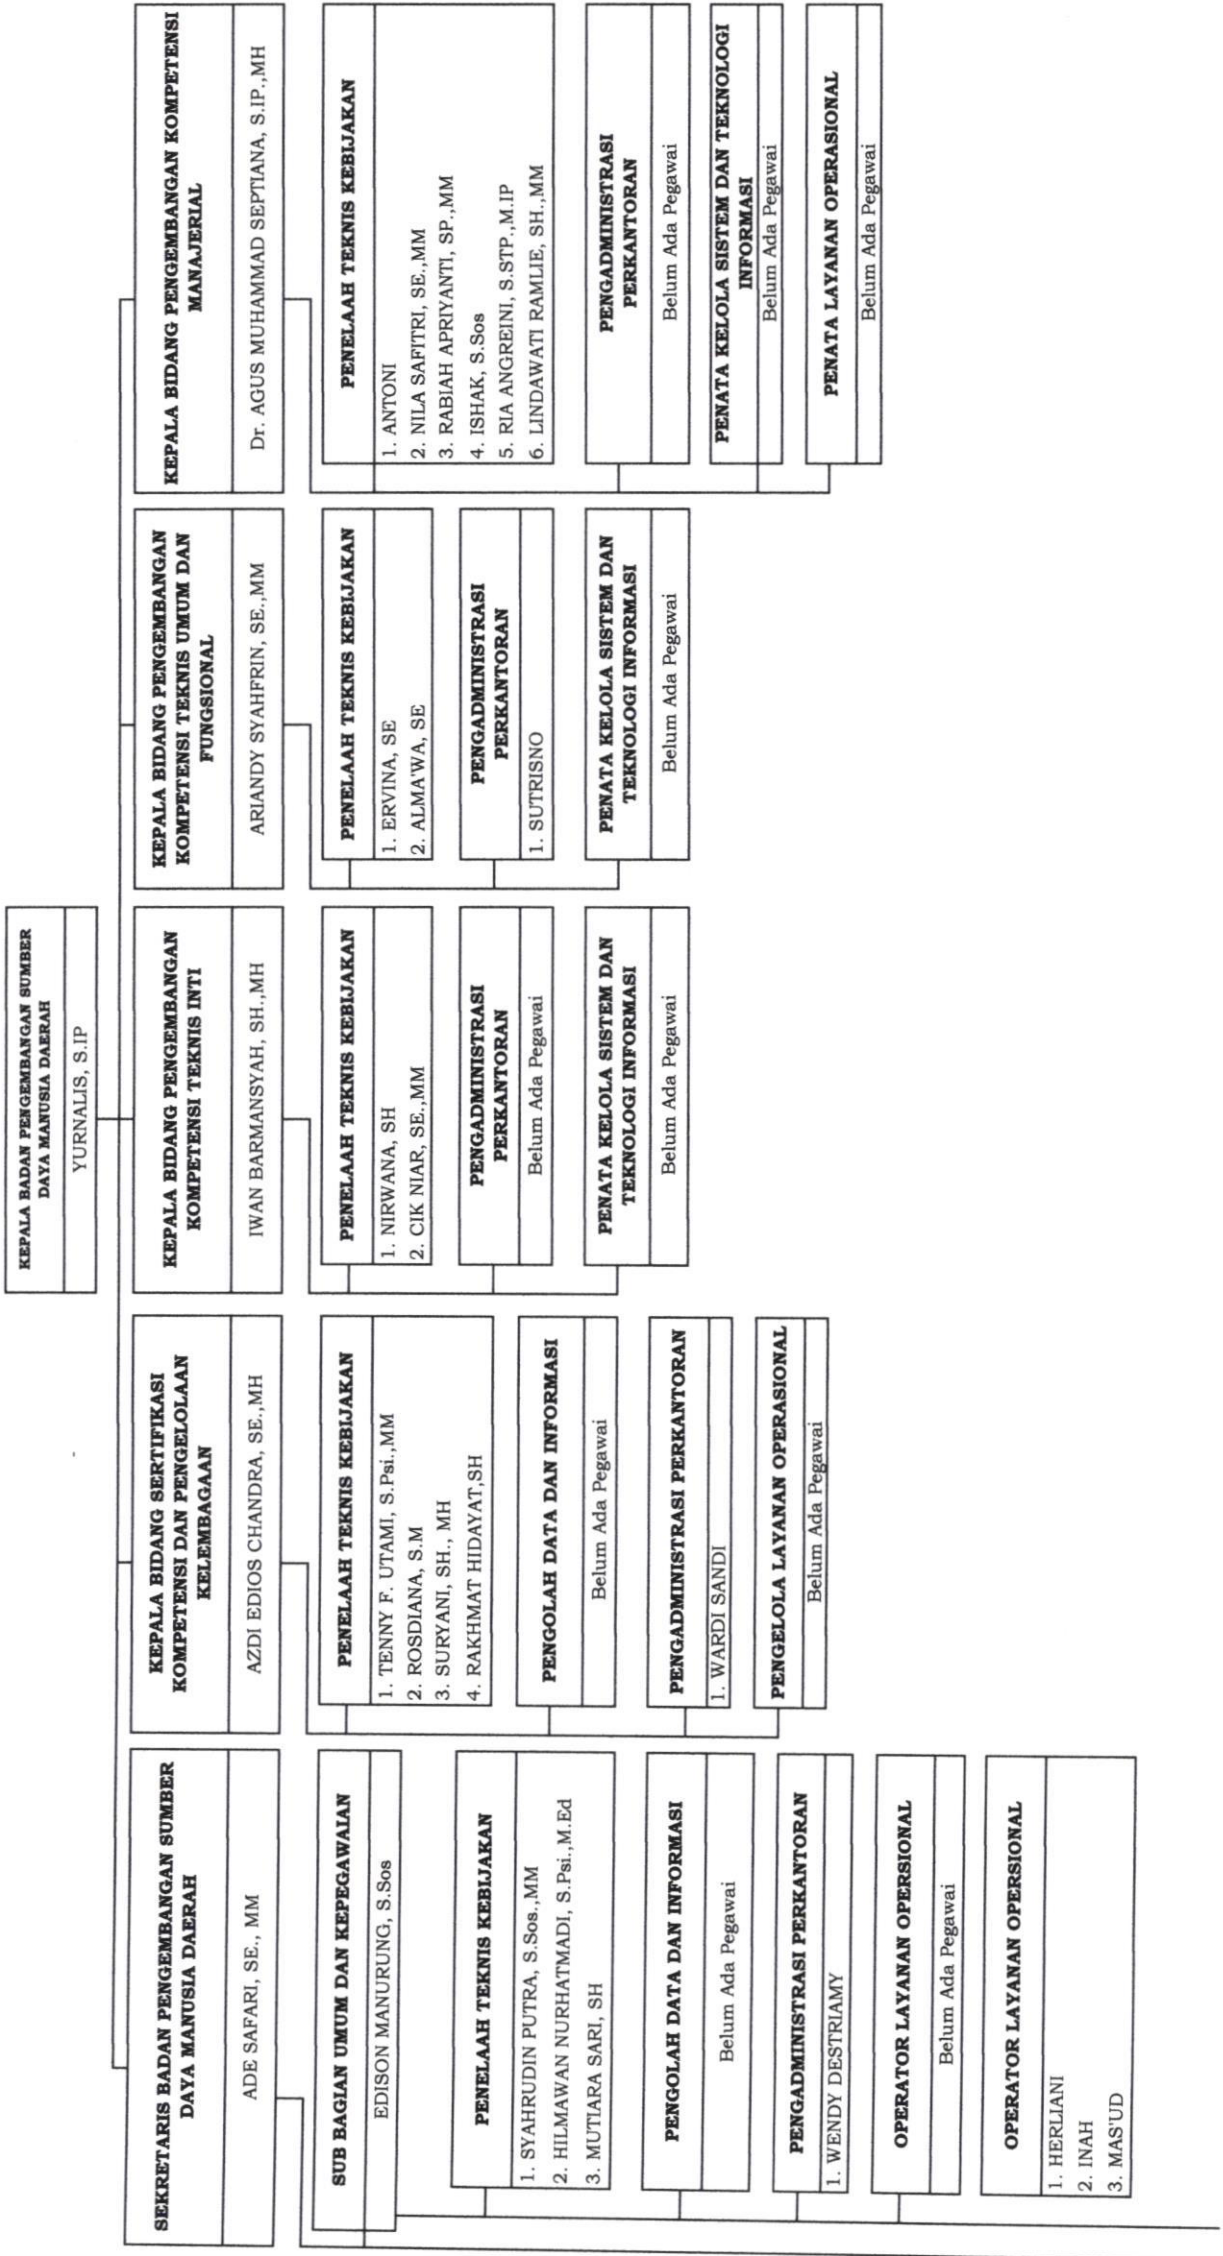 KEPALA BADAN PENGEMBANGAN SUMBER
DAYA MANUSIA DAERAH
YURNALIS, S.IP
SEKRETARIS BADAN PENGEMBANGAN SUMBER
DAYA MANUSIA DAERAH
ADE SAFARI, SE., MM
SUB BAGIAN UMUM DAN KEPEGAWAIAN
EDISON MANURUNG, S.Sos
PENELAAH TEKNIS KEBIJAKAN
1. SYAHRUDIN PUTRA, S.Sos.,MM
2. HILMAWAN NURHATMADI, S.Psi.,M.Ed
3. MUTIARA SARI, SH
PENGOLAH DATA DAN INFORMASI
Belum Ada Pegawai
PENGADMINISTRASI PERKANTORAN
1. WENDY DESTRIAMY
OPERATOR LAYANAN OPERSIONAL
Belum Ada Pegawai
OPERATOR LAYANAN OPERSIONAL
1. HERLIANI
2. INAH
3. MAS'UD
KEPALA BIDANG SERTIFIKASI
KOMPETENSI DAN PENGELOLAAN
KELEMBAGAAN
AZDI EDIOS CHANDRA, SE.,MH
PENELAAH TEKNIS KEBIJAKAN
1. TENNY F. UTAMI, S.Psi.,MM
2. ROSDIANA, S.M
3. SURYANI, SH., MH
4. RAKHMAT HIDAYAT,SH
PENGOLAH DATA DAN INFORMASI
Belum Ada Pegawai
PENGADMINISTRASI PERKANTORAN
1. WARDI SANDI
PENGELOLA LAYANAN OPERASIONAL
Belum Ada Pegawai
KEPALA BIDANG PENGEMBANGAN
KOMPETENSI TEKNIS INTI
IWAN BARMANSYAH, SH.,MH
PENELAAH TEKNIS KEBIJAKAN
1. NIRWANA, SH
2. CIK NIAR, SE.,MM
PENGADMINISTRASI
PERKANTORAN
Belum Ada Pegawai
PENATA KELOLA SISTEM DAN
TEKNOLOGI INFORMASI
Belum Ada Pegawai
KEPALA BIDANG PENGEMBANGAN
KOMPETENSI TEKNIS UMUM DAN
FUNGSIONAL
ARIANDY SYAHFRIN, SE.,MM
PENELAAH TEKNIS KEBIJAKAN
1. ERVINA, SE
2. ALMA'WA, SE
PENGADMINISTRASI
PERKANTORAN
1. SUTRISNO
PENATA KELOLA SISTEM DAN
TEKNOLOGI INFORMASI
Belum Ada Pegawai
KEPALA BIDANG PENGEMBANGAN KOMPETENSI
MANAJERIAL
Dr. AGUS MUHAMMAD SEPTIANA, S.IP.,MH
PENELAAH TEKNIS KEBIJAKAN
1. ANTONI
2. NILA SAFITRI, SE.,MM
3. RABIAH APRIYANTI, SP.,MM
4. ISHAK, S.Sos
5. RIA ANGREINI, S.STP.,M.IP
6. LINDAWATI RAMLIE, SH.,MM
PENGADMINISTRASI
PERKANTORAN
Belum Ada Pegawai
PENATA KELOLA SISTEM DAN TEKNOLOGI
INFORMASI
Belum Ada Pegawai
PENATA LAYANAN OPERASIONAL
Belum Ada Pegawai